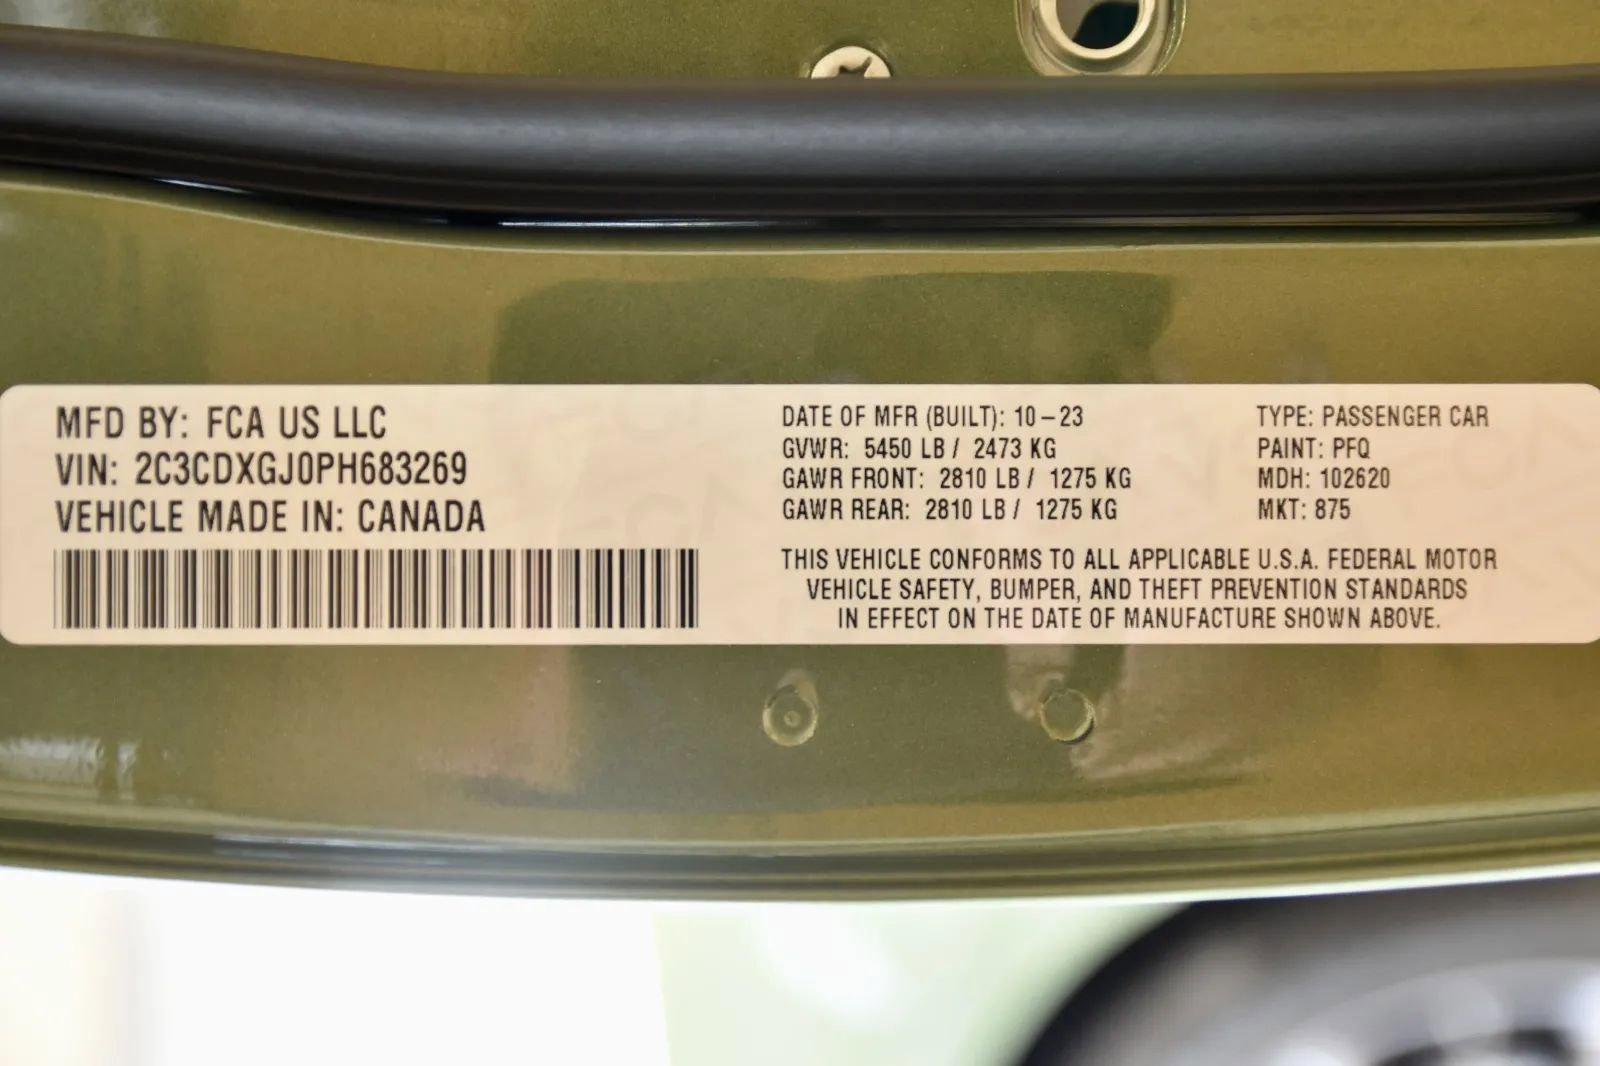 MFD BY: FCA US LLC
VIN: 2C3CDXGJ0PH683269
VEHICLE MADE IN: CANADA
DATE OF MFR (BUILT): 10-23
GVWR: 5450 LB / 2473 KG
GAWR FRONT: 2810 LB / 1275 KG
GAWR REAR: 2810 LB / 1275 KG
TYPE: PASSENGER CAR
PAINT: PFQ
MDH: 102620
MKT: 875
THIS VEHICLE CONFORMS TO ALL APPLICABLE U.S.A. FEDERAL MOTOR
VEHICLE SAFETY, BUMPER, AND THEFT PREVENTION STANDARDS
IN EFFECT ON THE DATE OF MANUFACTURE SHOWN ABOVE.